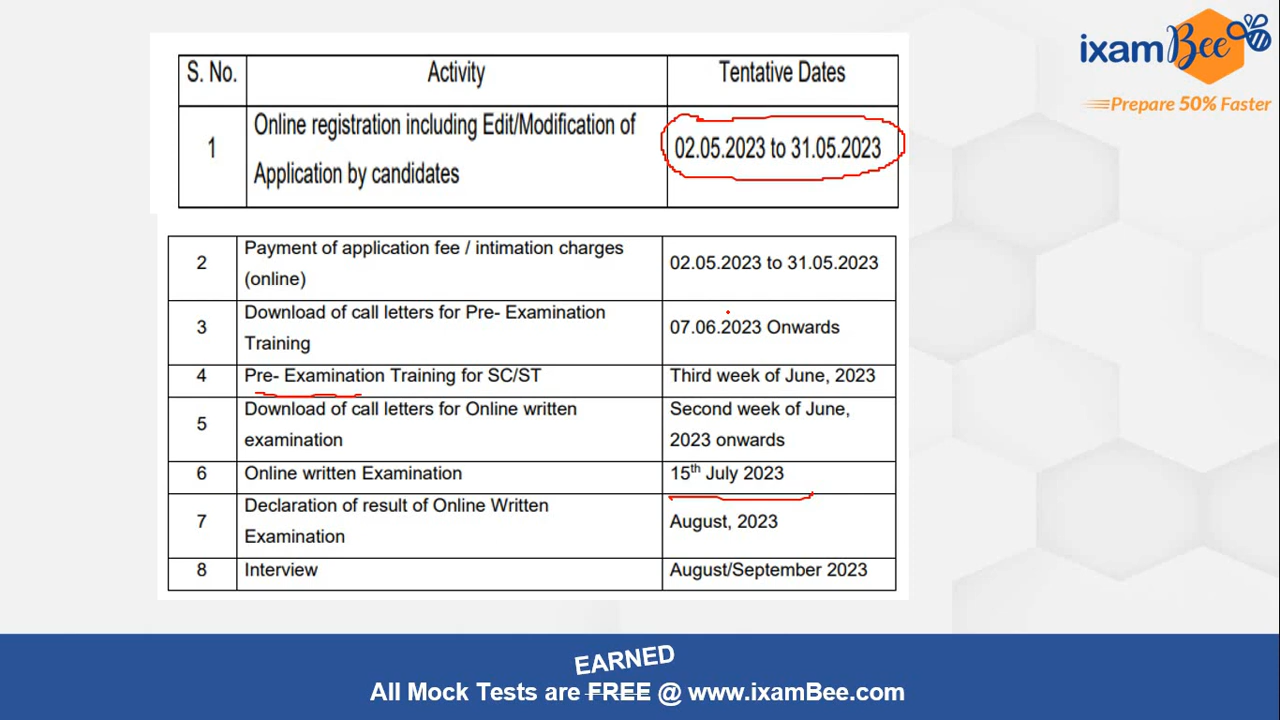 ixamBee
Prepare 50% Faster
S. No. Activity Tentative Dates
1 Online registration including Edit/Modification of
Application by candidates 02.05.2023 to 31.05.2023
2 Payment of application fee / intimation charges
(online) 02.05.2023 to 31.05.2023
3 Download of call letters for Pre- Examination
Training 07.06.2023 Onwards
4 Pre- Examination Training for SC/ST Third week of June, 2023
5 Download of call letters for Online written
examination Second week of June,
2023 onwards
6 Online written Examination 15th July 2023
7 Declaration of result of Online Written
Examination August, 2023
8 Interview August/September 2023
EARNED
All Mock Tests are FREE @ www.ixamBee.com